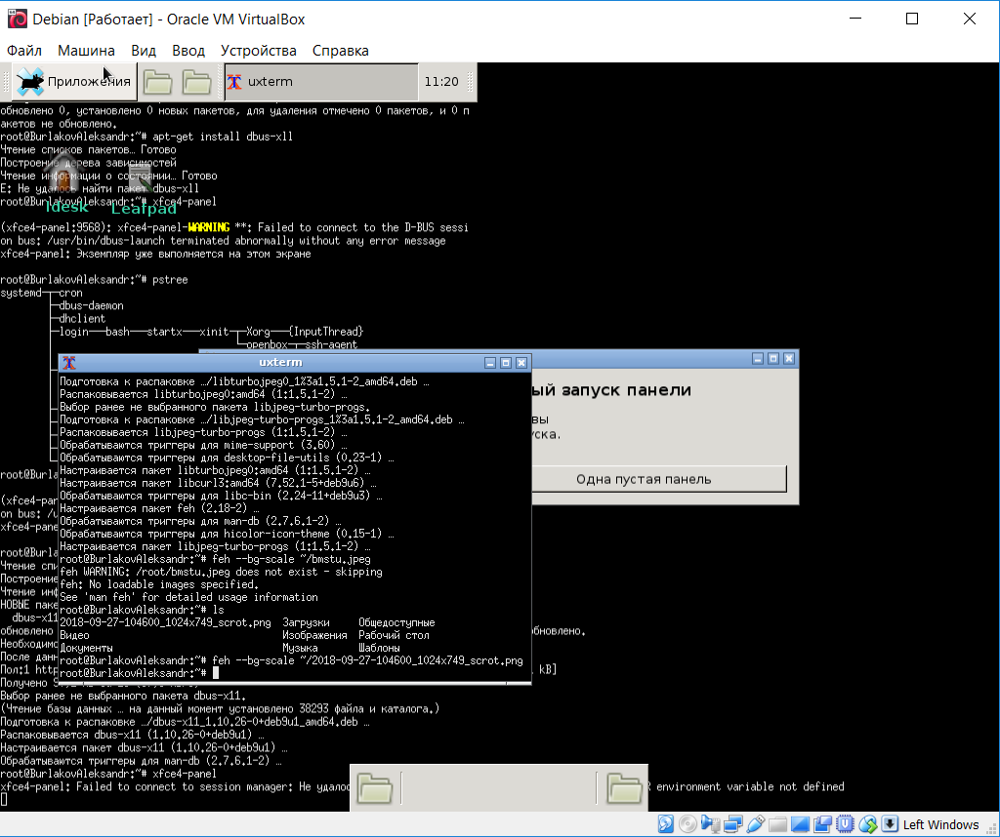 Debian [Работает] - Oracle VM VirtualBox
Файл Машина Вид Ввод Устройства Справка
Приложения uxterm 11:20
обновлено 0, установлено 0 новых пакетов, для удаления отмечено 0 пакетов, и 0 п
акетов не обновлено.
root@BurlakovAleksandr:~# apt-get install dbus-xll
Чтение списков пакетов… Готово
Построение дерева зависимостей
Чтение информации о состоянии… Готово
E: Не удалось найти пакет dbus-xll
root@BurlakovAleksandr:~# xfce4-panel
Idesk Leafpad
(xfce4-panel:9568): xfce4-panel-WARNING **: Failed to connect to the D-BUS sessi
on bus: /usr/bin/dbus-launch terminated abnormally without any error message
xfce4-panel: Экземпляр уже выполняется на этом экране
root@BurlakovAleksandr:~# pstree
systemd─┬─cron
├─dbus-daemon
├─dhclient
├─login───bash───startx───xinit─┬─Xorg───{InputThread}
└─openbox─┬─ssh-agent
uxterm
Подготовка к распаковке …/libturbojpeg0_1%3a1.5.1-2_amd64.deb …
Распаковывается libturbojpeg0:amd64 (1:1.5.1-2) …
Выбор ранее не выбранного пакета libjpeg-turbo-progs.
Подготовка к распаковке …/libjpeg-turbo-progs_1%3a1.5.1-2_amd64.deb …
Распаковывается libjpeg-turbo-progs (1:1.5.1-2) …
Обрабатываются триггеры для mime-support (3.60) …
Обрабатываются триггеры для desktop-file-utils (0.23-1) …
Настраивается пакет libturbojpeg0:amd64 (1:1.5.1-2) …
Настраивается пакет libcurl3:amd64 (7.52.1-5+deb9u6) …
Обрабатываются триггеры для libc-bin (2.24-11+deb9u3) …
Настраивается пакет feh (2.18-2) …
Обрабатываются триггеры для man-db (2.7.6.1-2) …
Обрабатываются триггеры для hicolor-icon-theme (0.15-1) …
Настраивается пакет libjpeg-turbo-progs (1:1.5.1-2) …
root@BurlakovAleksandr:~# feh --bg-scale ~/bmstu.jpeg
feh WARNING: /root/bmstu.jpeg does not exist - skipping
feh: No loadable images specified.
See 'man feh' for detailed usage information
root@BurlakovAleksandr:~# ls
2018-09-27-104600_1024x749_scrot.png Загрузки Общедоступные
Видео Изображения Рабочий стол
Документы Музыка Шаблоны
root@BurlakovAleksandr:~# feh --bg-scale ~/2018-09-27-104600_1024x749_scrot.png
root@BurlakovAleksandr:~#
ый запуск панели
вы
уска.
Одна пустая панель
root@Burla
(xfce4-pan
on bus: /u
xfce4-pane
root@Burla
Чтение спи
Построение
Чтение инф
НОВЫЕ паке
dbus-x11
обновлено бновлено.
Необходимо
После данн
Пол:1 http kB]
Получено
Выбор ранее не выбранного пакета dbus-x11.
(Чтение базы данных … на данный момент установлено 38293 файла и каталога.)
Подготовка к распаковке …/dbus-x11_1.10.26-0+deb9u1_amd64.deb …
Распаковывается dbus-x11 (1.10.26-0+deb9u1) …
Настраивается пакет dbus-x11 (1.10.26-0+deb9u1) …
Обрабатываются триггеры для man-db (2.7.6.1-2) …
root@BurlakovAleksandr:~# xfce4-panel
xfce4-panel: Failed to connect to session manager: Не удалос R environment variable not defined
Left Windows